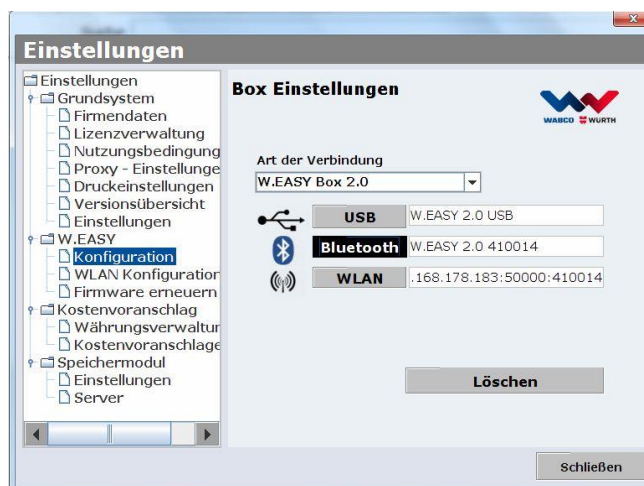 Einstellungen
Einstellungen
Grundsystem
Firmendaten
Lizenzverwaltung
Nutzungsbedingung
Proxy - Einstellunge
Druckeinstellungen
Versionsübersicht
Einstellungen
W.EASY
Konfiguration
WLAN Konfiguration
Firmware erneuern
Kostenvoranschlag
Währungsverwaltur
Kostenvoranschlage
Speichermodul
Einstellungen
Server
Box Einstellungen
WABCO WURTH
Art der Verbindung
W.EASY Box 2.0
USB W.EASY 2.0 USB
Bluetooth W.EASY 2.0 410014
WLAN .168.178.183:50000:410014
Löschen
Schließen